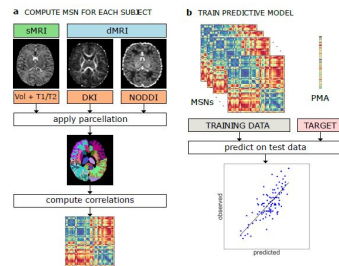 a COMPUTE MSN FOR EACH SUBJECT
sMRI
dMRI
Vol + T1/T2
DKI
NODDI
apply parcellation
compute correlations
b TRAIN PREDICTIVE MODEL
MSNs
PMA
TRAINING DATA
TARGET
predict on test data
observed
predicted